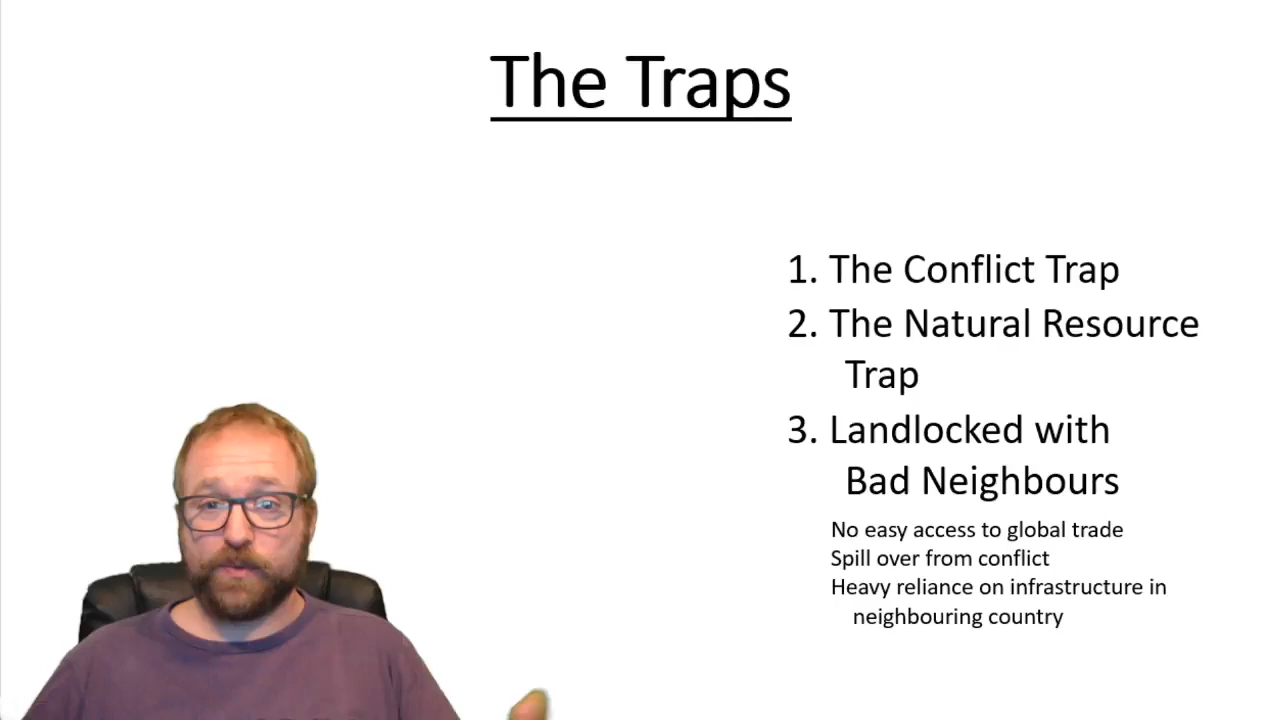 The Traps
1. The Conflict Trap
2. The Natural Resource
Trap
3. Landlocked with
Bad Neighbours
No easy access to global trade
Spill over from conflict
Heavy reliance on infrastructure in
neighbouring country